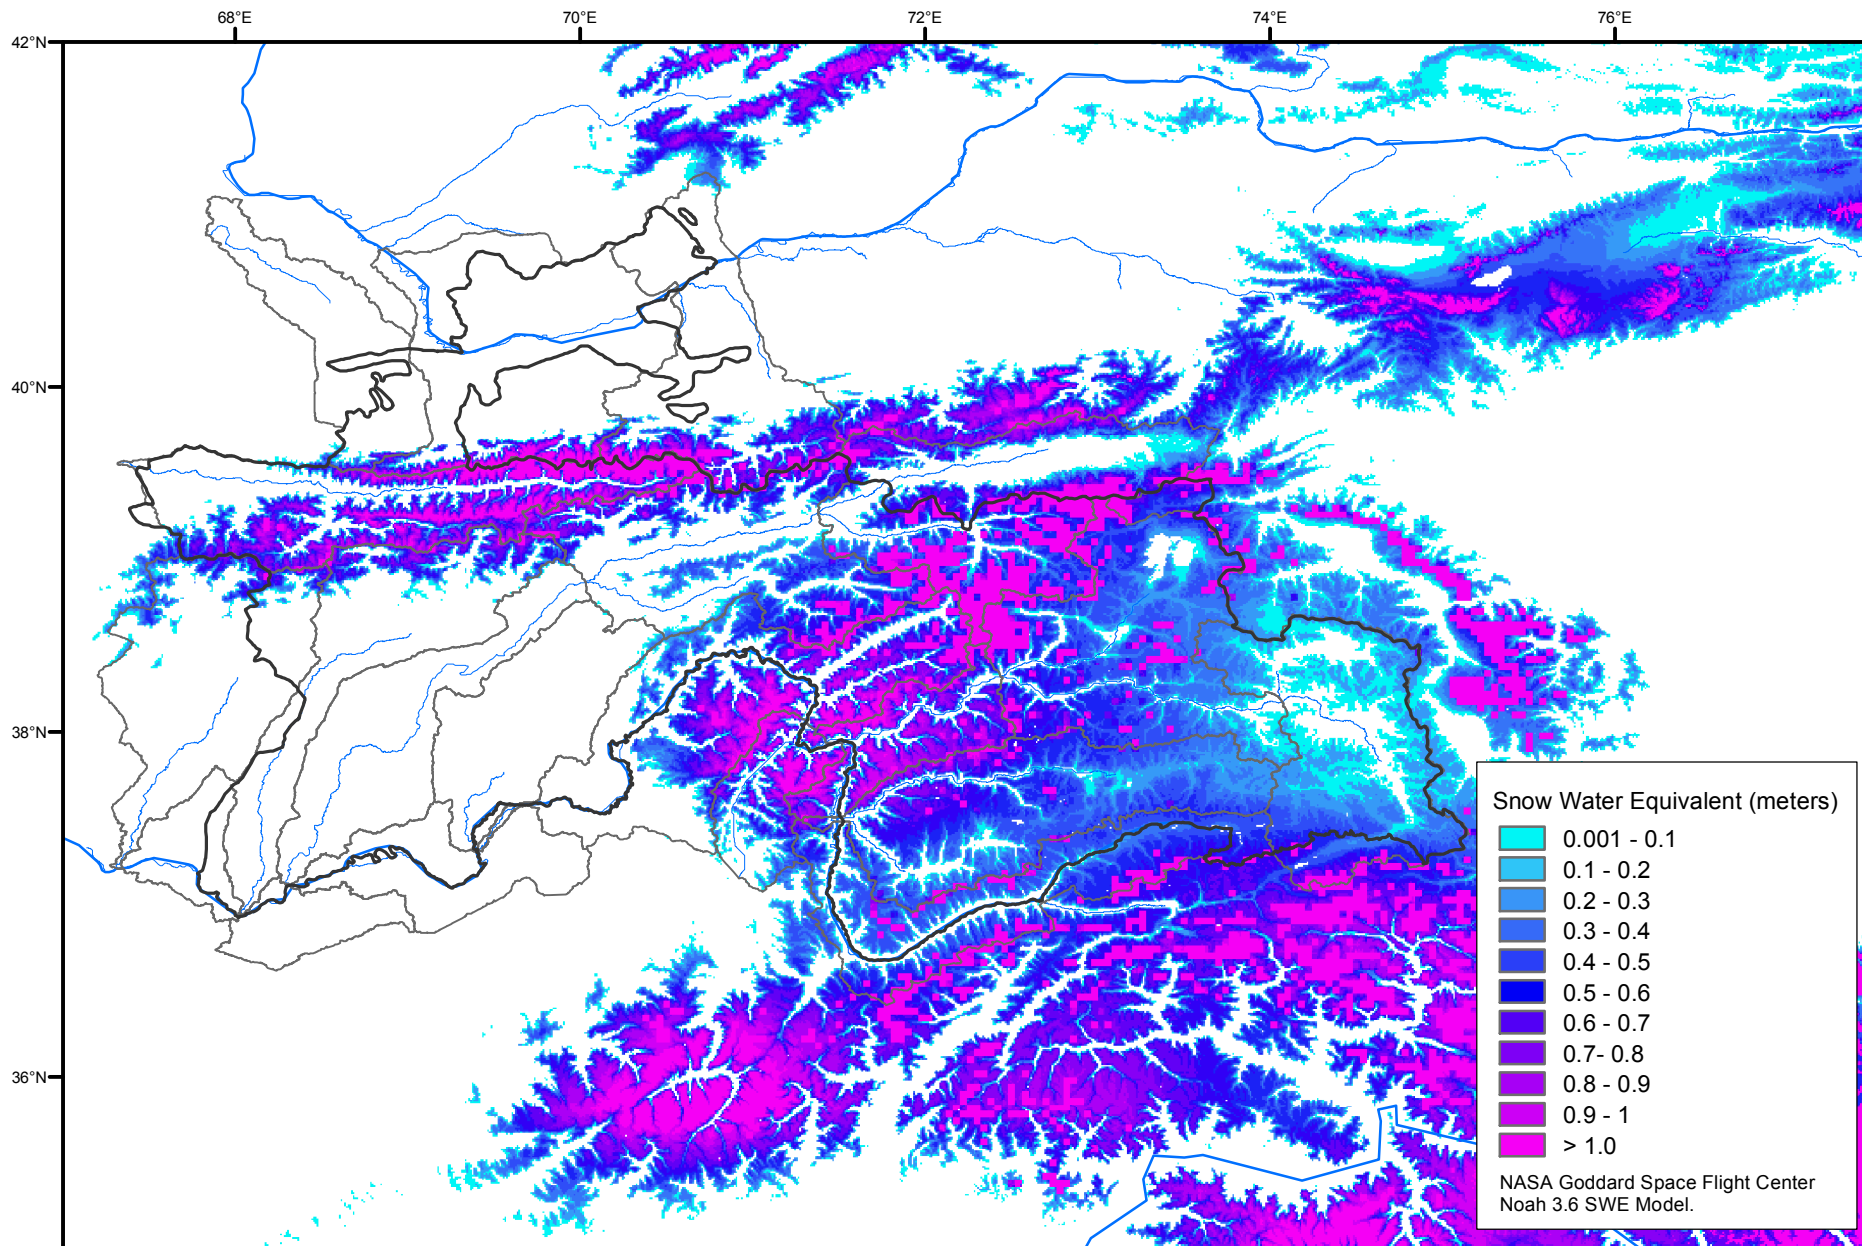 68°E 70°E 72°E 74°E 76°E
42°N
40°N
38°N
36°N
Snow Water Equivalent (meters)
0.001 - 0.1
0.1 - 0.2
0.2 - 0.3
0.3 - 0.4
0.4 - 0.5
0.5 - 0.6
0.6 - 0.7
0.7- 0.8
0.8 - 0.9
0.9 - 1
> 1.0
NASA Goddard Space Flight Center
Noah 3.6 SWE Model.